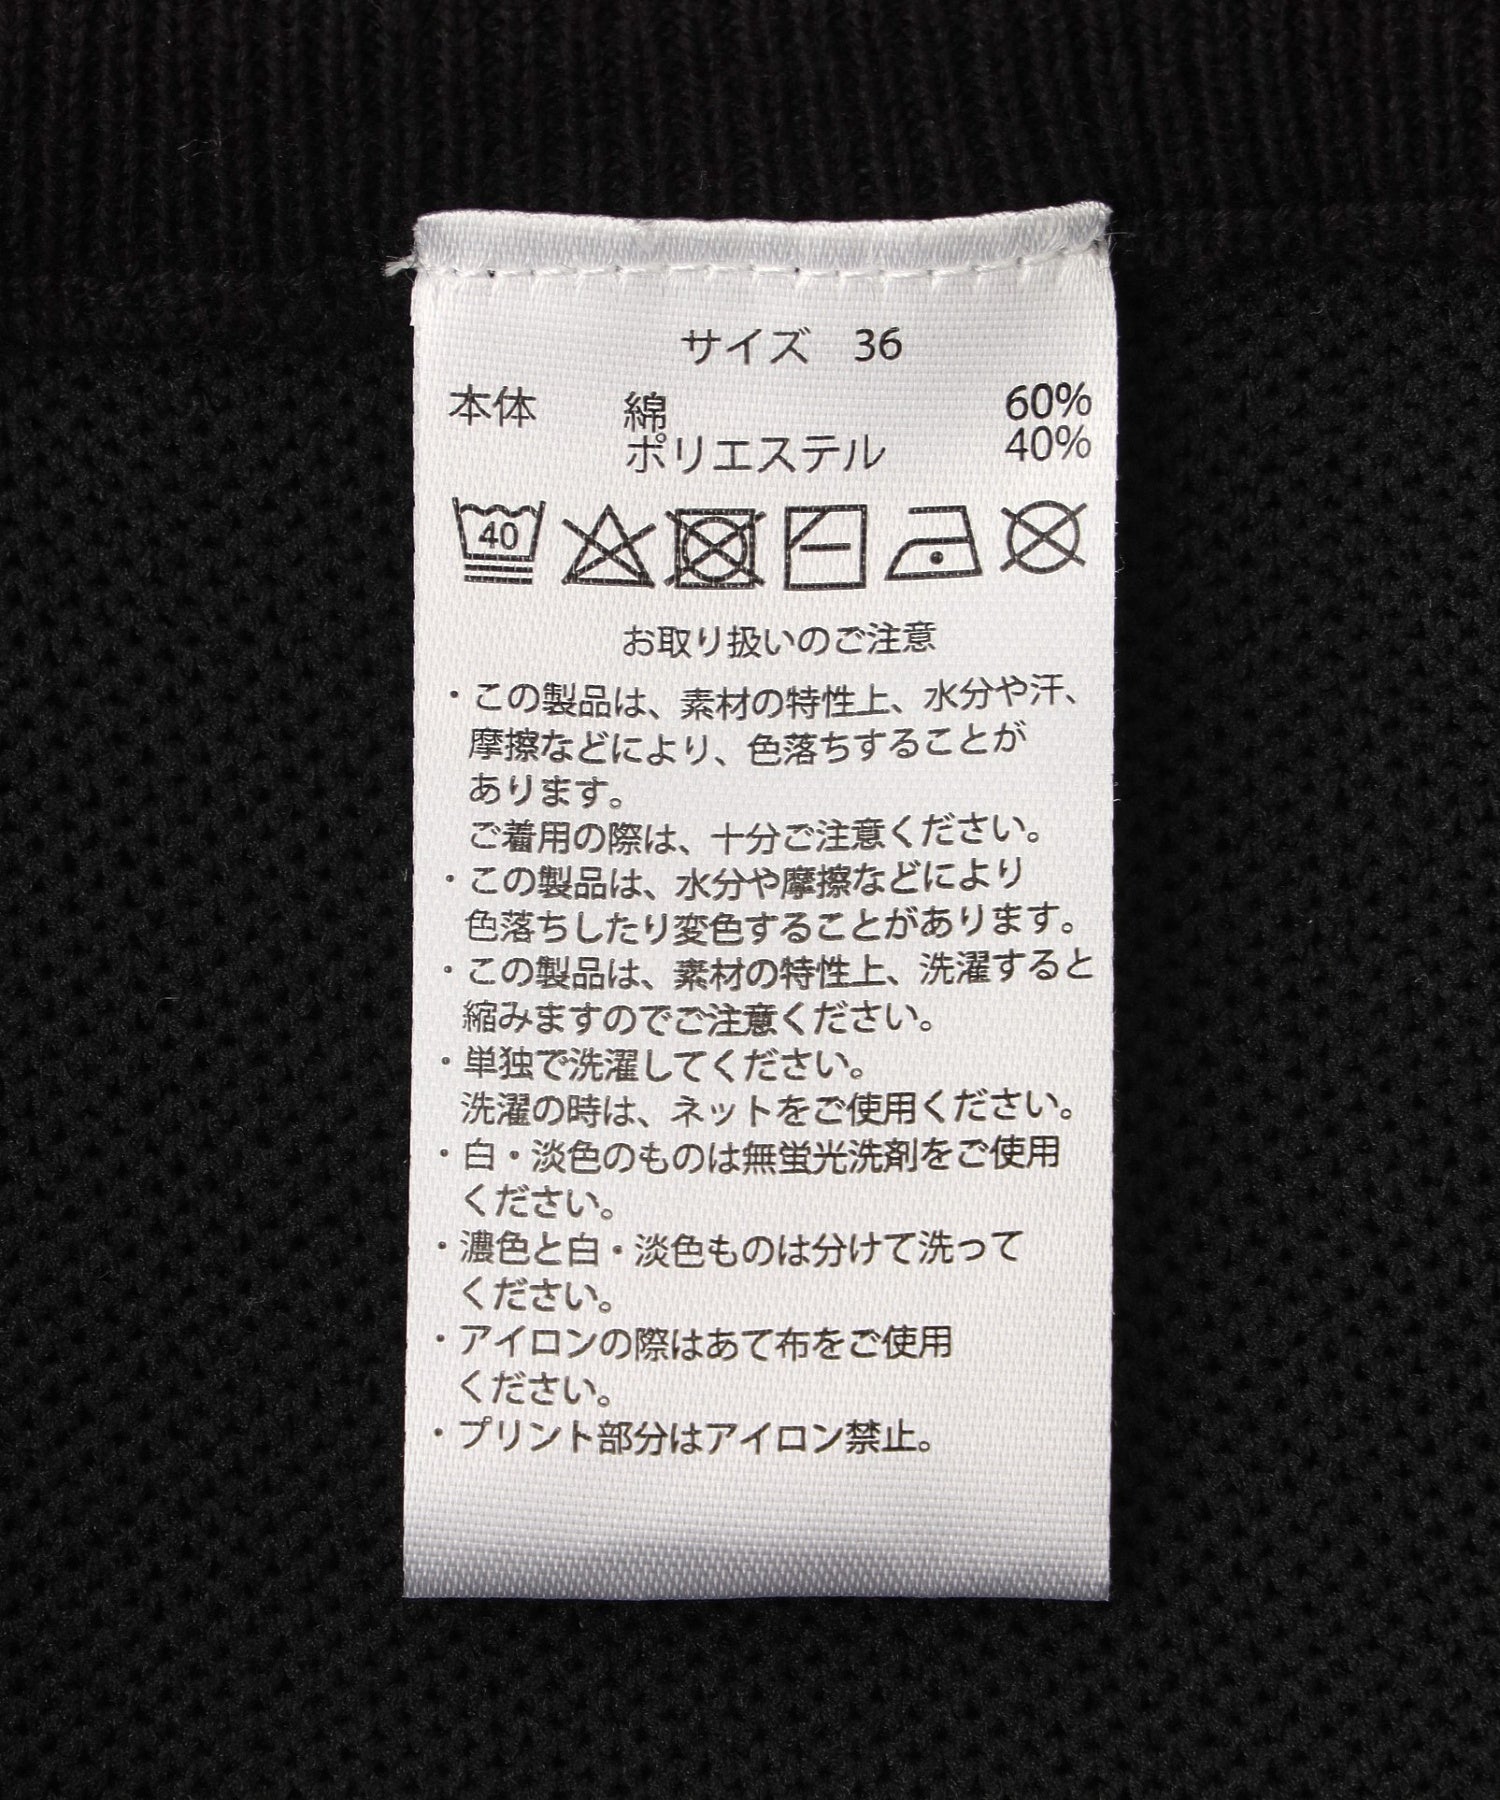 サイズ 36
本体 綿 60%
ポリエステル 40%
40
お取り扱いのご注意
・この製品は、素材の特性上、水分や汗、
摩擦などにより、色落ちすることが
あります。
ご着用の際は、十分ご注意ください。
・この製品は、水分や摩擦などにより
色落ちしたり変色することがあります。
・この製品は、素材の特性上、洗濯すると
縮みますのでご注意ください。
・単独で洗濯してください。
洗濯の時は、ネットをご使用ください。
・白・淡色のものは無蛍光洗剤をご使用
ください。
・濃色と白・淡色ものは分けて洗って
ください。
・アイロンの際はあて布をご使用
ください。
・プリント部分はアイロン禁止。